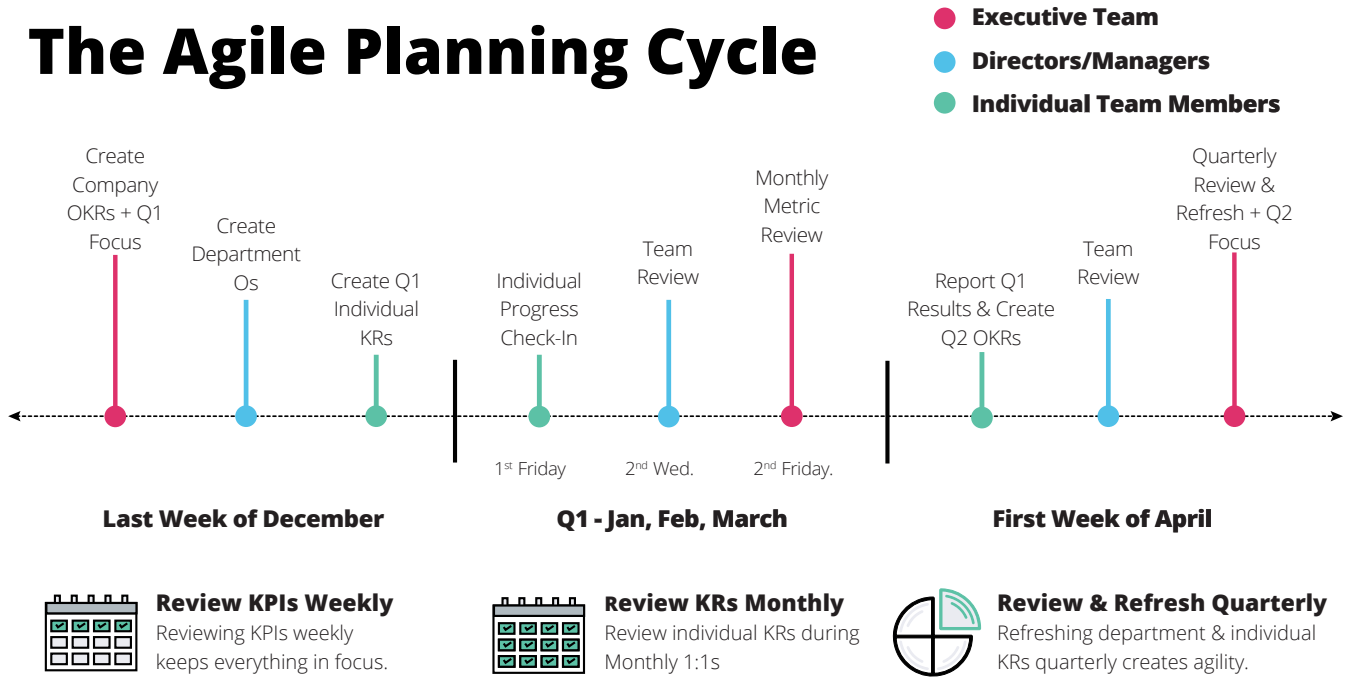 The Agile Planning Cycle
Executive Team
Directors/Managers
Individual Team Members
Create
Company
OKRs + Q1
Focus
Create
Department
Os
Create Q1
Individual
KRs
Individual
Progress
Check-In
Team
Review
Monthly
Metric
Review
Report Q1
Results & Create
Q2 OKRs
Team
Review
Quarterly
Review &
Refresh + Q2
Focus
1st Friday
2nd Wed.
2nd Friday.
Last Week of December
Q1 - Jan, Feb, March
First Week of April
Review KPIs Weekly
Reviewing KPIs weekly
keeps everything in focus.
Review KRs Monthly
Review individual KRs during
Monthly 1:1s
Review & Refresh Quarterly
Refreshing department & individual
KRs quarterly creates agility.